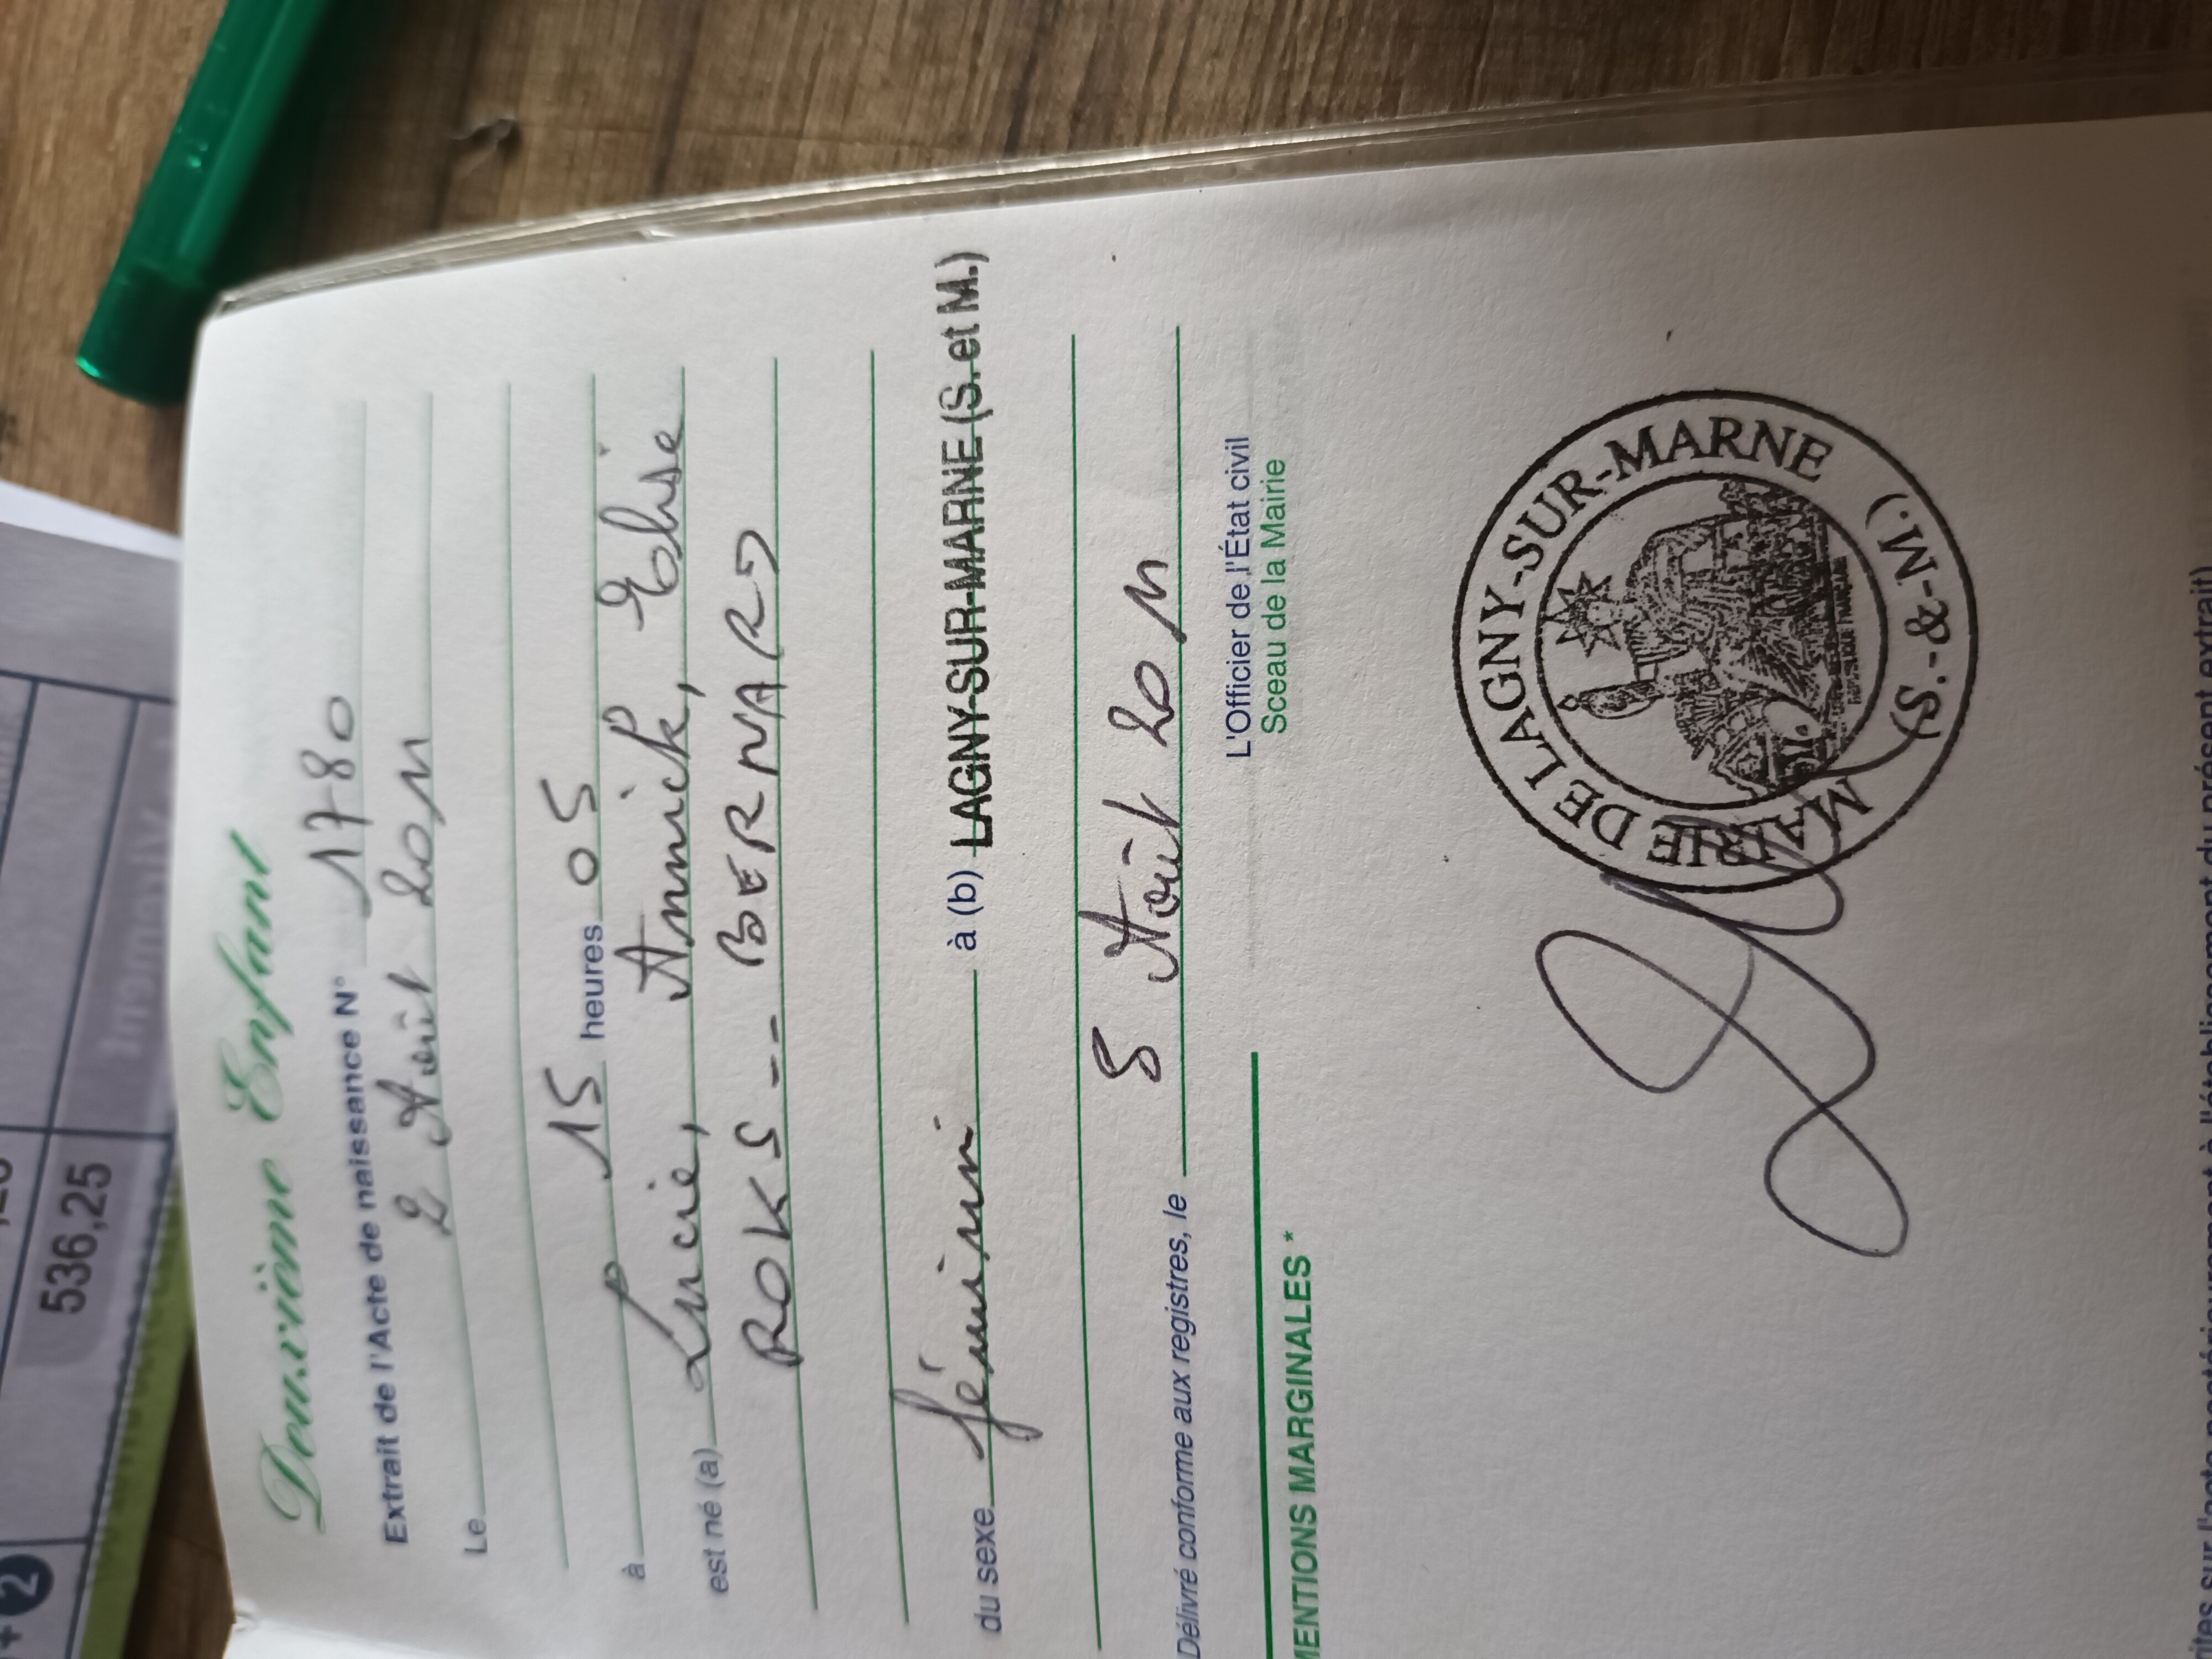 Deuxième Enfant
Extrait de l'Acte de naissance N° 1780
Le 2 Août 2011
à 15 heures 05
est né (a) Lucie, Annick, Elise
ROKS -- BERNARD
du sexe féminin à (b) LAGNY-SUR-MARNE (S. et M.)
Délivré conforme aux registres, le 8 Août 2011
L'Officier de l'État civil
Sceau de la Mairie
MENTIONS MARGINALES *
MAIRIE DE LAGNY-SUR-MARNE
(S.-&-M.)
536,25
+ 2